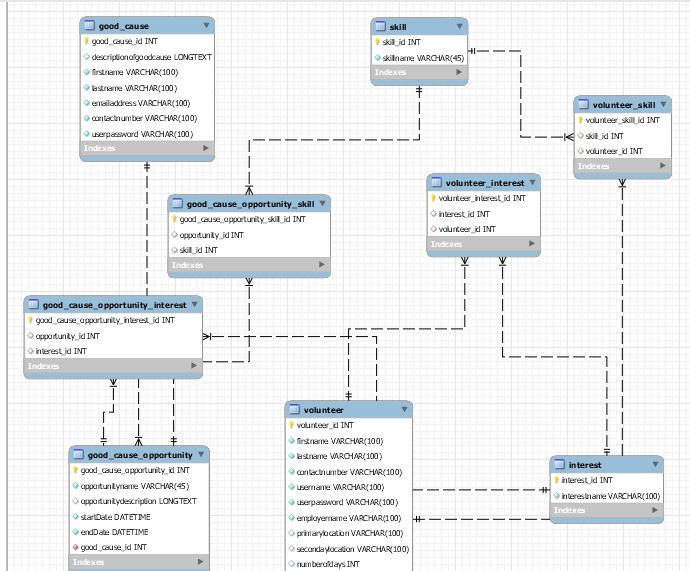 good_cause
good_cause_id INT
descriptionofgoodcause LONGTEXT
firstname VARCHAR(100)
lastname VARCHAR(100)
emailaddress VARCHAR(100)
contactnumber VARCHAR(100)
userpassword VARCHAR(100)
Indexes
skill
skill_id INT
skillname VARCHAR(45)
Indexes
volunteer_skill
volunteer_skill_id INT
skill_id INT
volunteer_id INT
Indexes
volunteer_interest
volunteer_interest_id INT
interest_id INT
volunteer_id INT
Indexes
good_cause_opportunity_skill
good_cause_opportunity_skill_id INT
opportunity_id INT
skill_id INT
Indexes
good_cause_opportunity_interest
good_cause_opportunity_interest_id INT
opportunity_id INT
interest_id INT
Indexes
volunteer
volunteer_id INT
firstname VARCHAR(100)
lastname VARCHAR(100)
contactnumber VARCHAR(100)
username VARCHAR(100)
userpassword VARCHAR(100)
employername VARCHAR(100)
primarylocation VARCHAR(100)
secondaylocation VARCHAR(100)
numberofdays INT
good_cause_opportunity
good_cause_opportunity_id INT
opportunityname VARCHAR(45)
opportunitydescription LONGTEXT
startDate DATETIME
endDate DATETIME
good_cause_id INT
Indexes
interest
interest_id INT
interestname VARCHAR(100)
Indexes